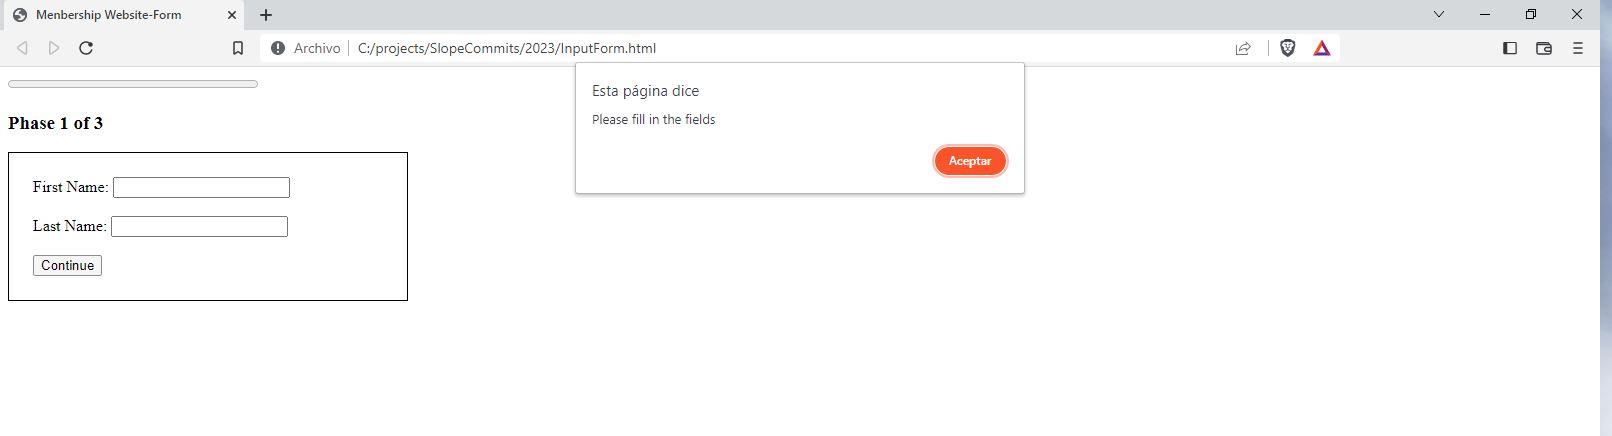 Menbership Website-Form
Archivo
C:/projects/SlopeCommits/2023/InputForm.html
Esta página dice
Please fill in the fields
Aceptar
Phase 1 of 3
First Name:
Last Name:
Continue